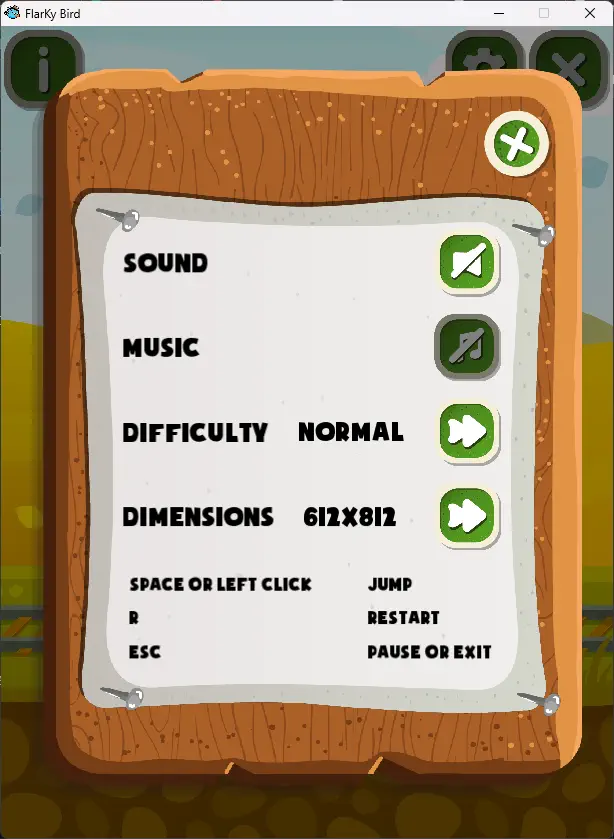 FlarKy Bird
SOUND
MUSIC
DIFFICULTY NORMAL
DIMENSIONS 612X812
SPACE OR LEFT CLICK JUMP
R RESTART
ESC PAUSE OR EXIT